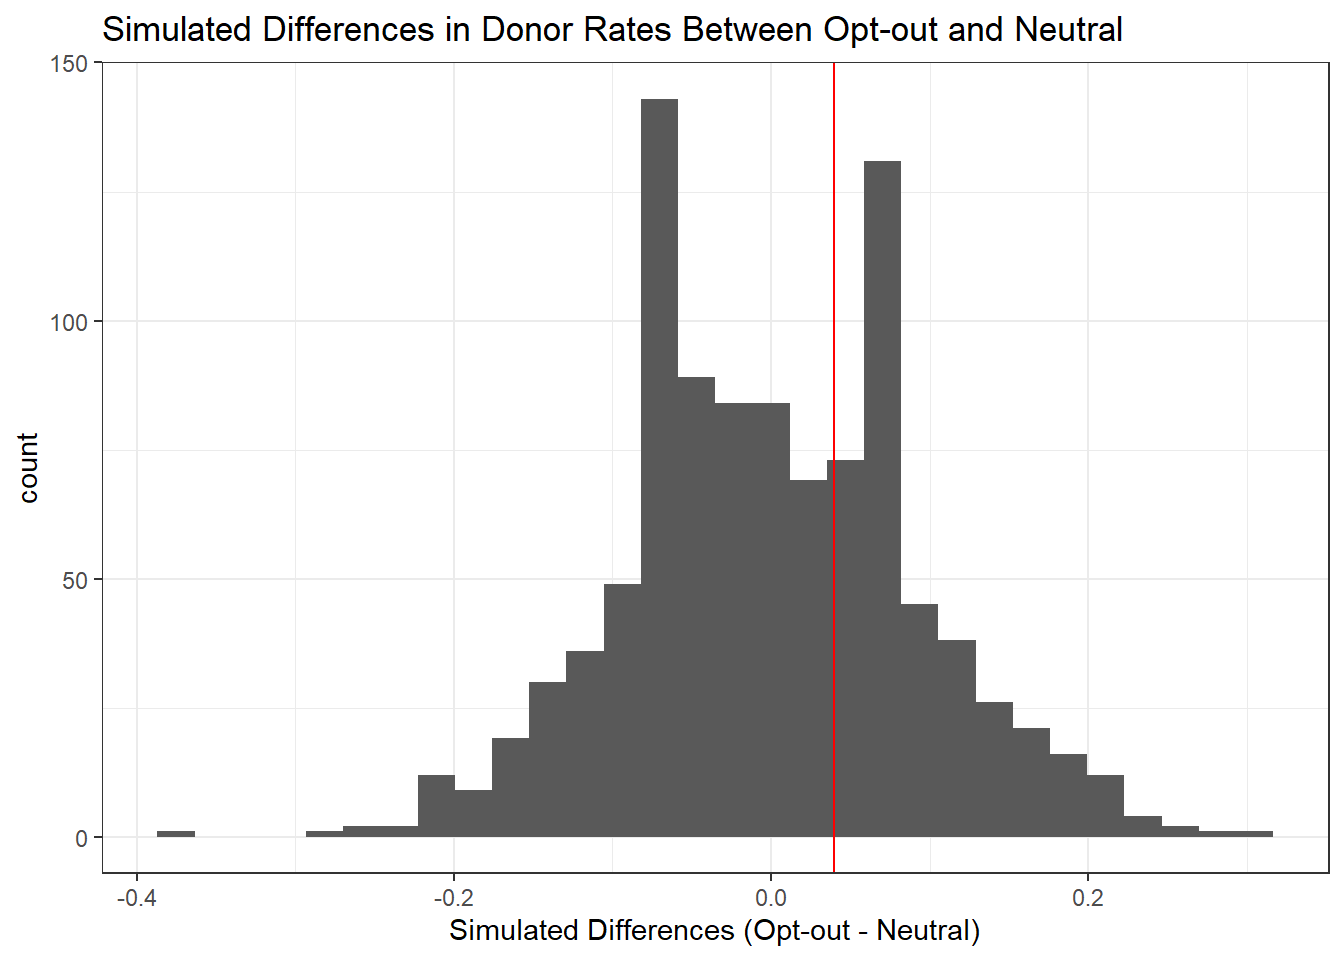 Simulated Differences in Donor Rates Between Opt-out and Neutral
150
100
50
0
count
-0.4
-0.2
0.0
0.2
Simulated Differences (Opt-out - Neutral)